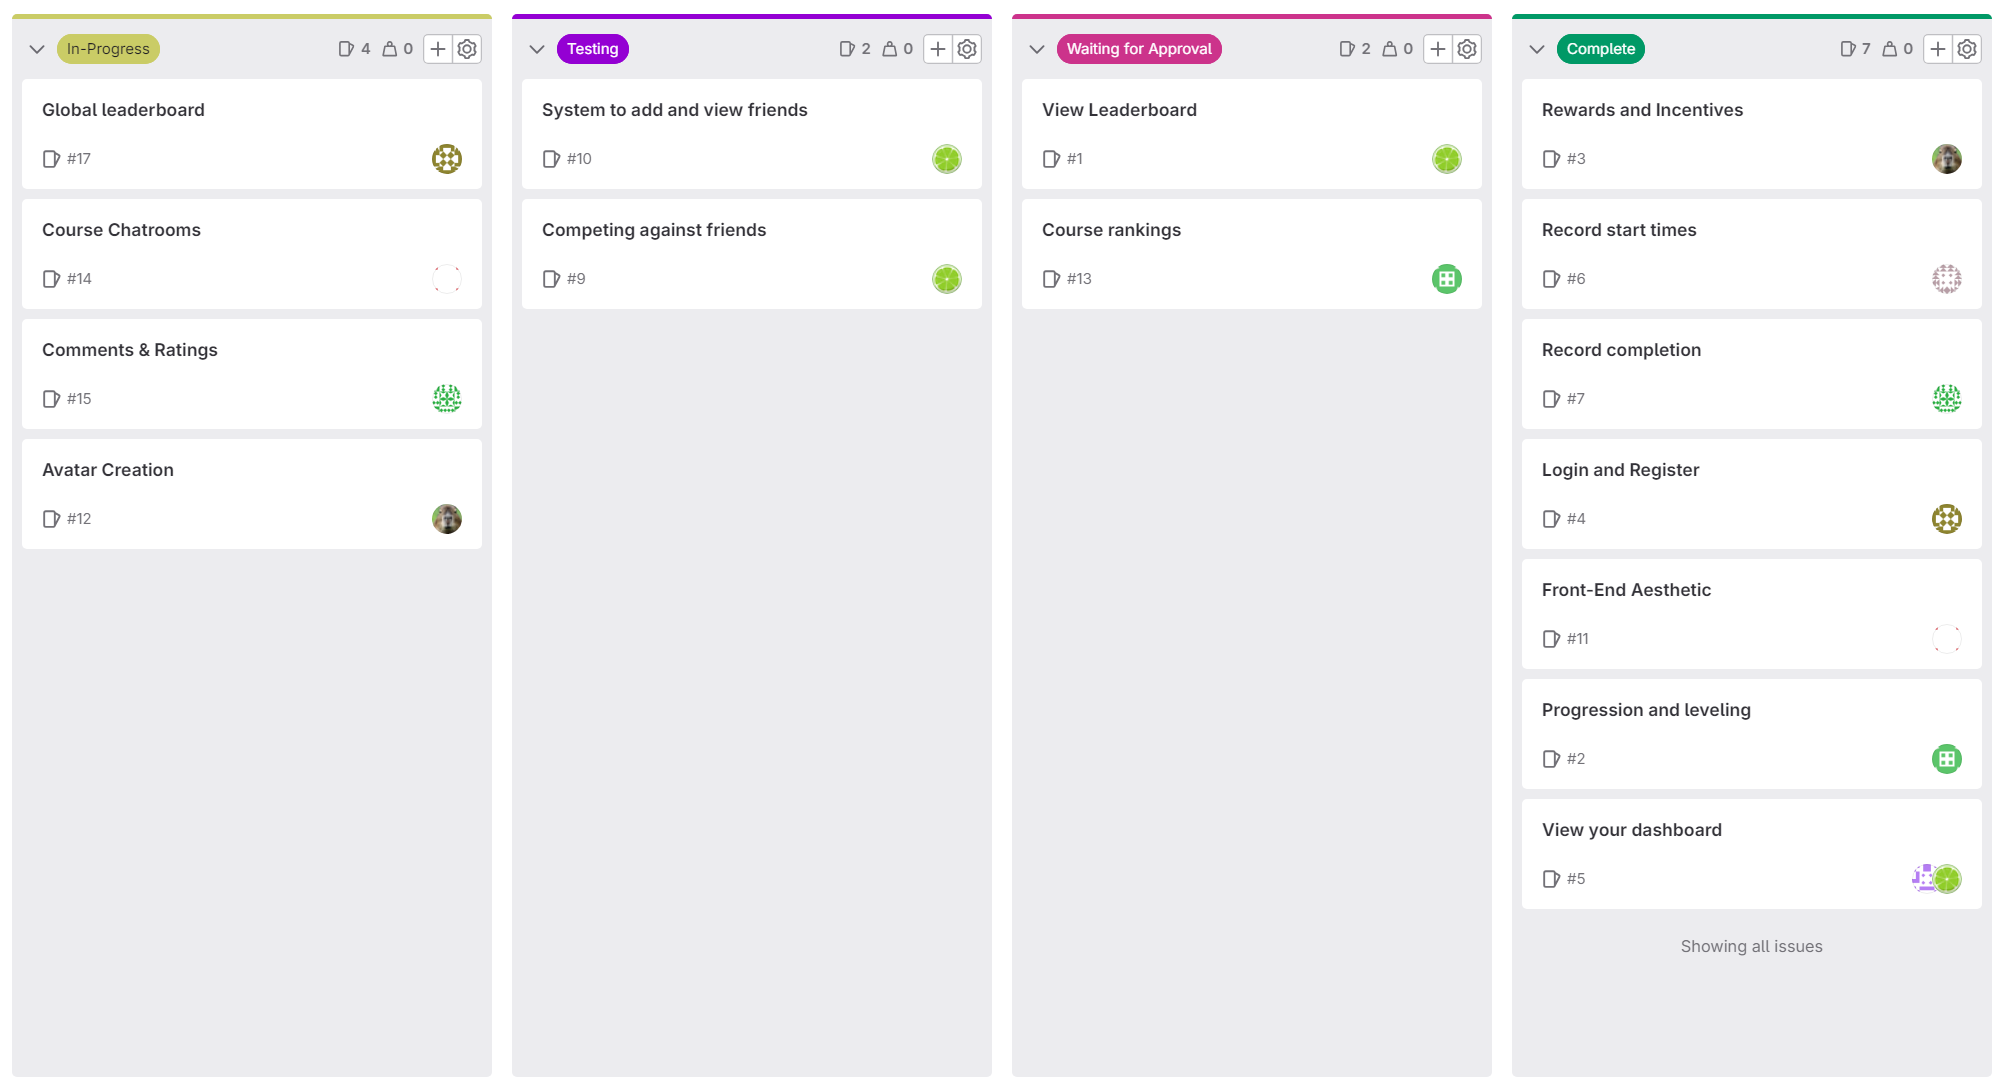 In-Progress 4 0
Global leaderboard
#17
Course Chatrooms
#14
Comments & Ratings
#15
Avatar Creation
#12
Testing 2 0
System to add and view friends
#10
Competing against friends
#9
Waiting for Approval 2 0
View Leaderboard
#1
Course rankings
#13
Complete 7 0
Rewards and Incentives
#3
Record start times
#6
Record completion
#7
Login and Register
#4
Front-End Aesthetic
#11
Progression and leveling
#2
View your dashboard
#5
Showing all issues